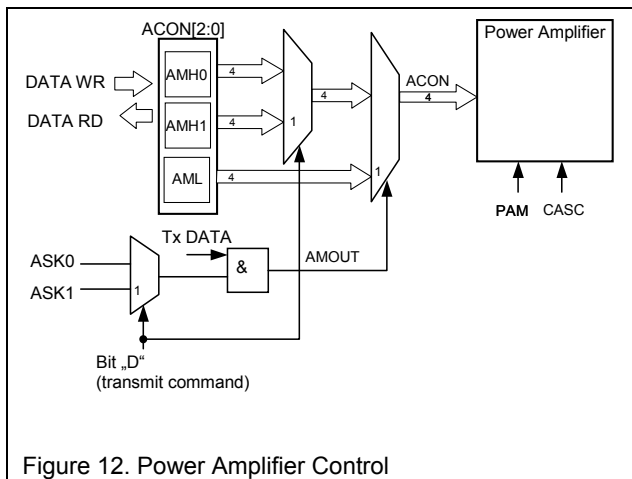 ACON[2:0]
Power Amplifier
AMH0
4
DATA WR
4
ACON
4
DATA RD
AMH1
4
1
AML
4
1
PAM CASC
Tx DATA
ASK0
&
AMOUT
ASK1
1
Bit „D“
(transmit command)
Figure 12. Power Amplifier Control